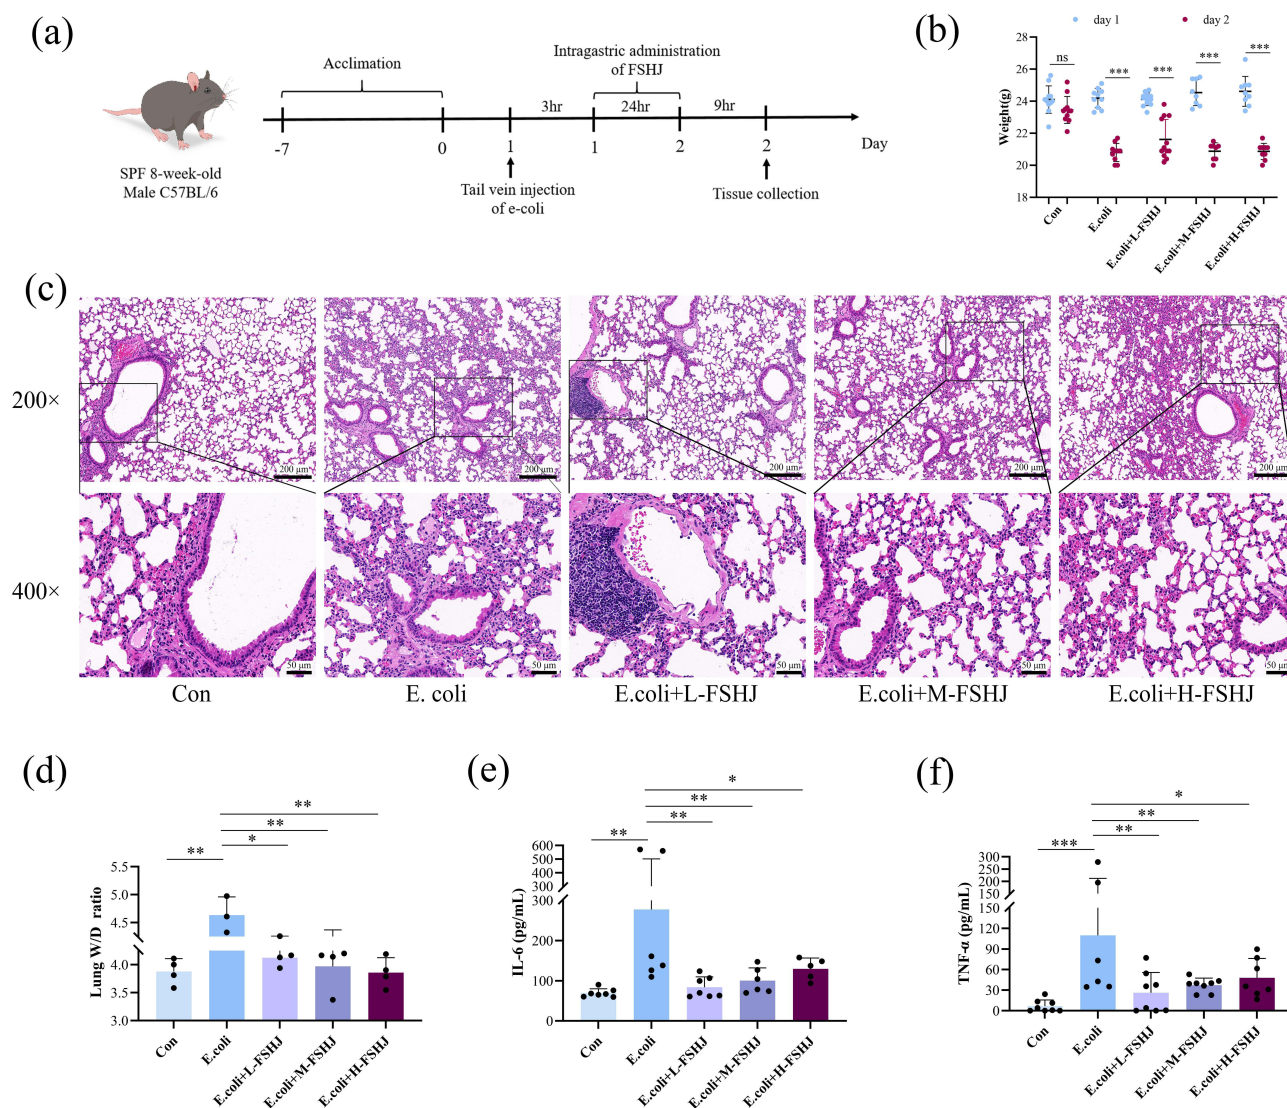 (a)
Acclimation
Intragastric administration
of FSHJ
3hr
24hr
9hr
-7
0
1
1
2
2
Day
SPF 8-week-old
Male C57BL/6
Tail vein injection
of e-coli
Tissue collection
(b)
day 1
day 2
28
26
24
22
20
18
Weight(g)
ns
***
***
***
***
Con
E.coli
E.coli+L-FSHJ
E.coli+M-FSHJ
E.coli+H-FSHJ
(c)
200×
200 μm
200 μm
200 μm
200 μm
200 μm
400×
50 μm
50 μm
50 μm
50 μm
50 μm
Con
E. coli
E.coli+L-FSHJ
E.coli+M-FSHJ
E.coli+H-FSHJ
(d)
**
**
*
**
5.5
5.0
4.5
4.0
3.5
3.0
Lung W/D ratio
Con
E.coli
E.coli+L-FSHJ
E.coli+M-FSHJ
E.coli+H-FSHJ
(e)
*
**
**
**
600
500
400
300
300
200
100
0
IL-6 (pg/mL)
Con
E.coli
E.coli+L-FSHJ
E.coli+M-FSHJ
E.coli+H-FSHJ
(f)
*
**
**
***
300
250
200
150
150
120
90
60
30
0
TNF-α (pg/mL)
Con
E.coli
E.coli+L-FSHJ
E.coli+M-FSHJ
E.coli+H-FSHJ